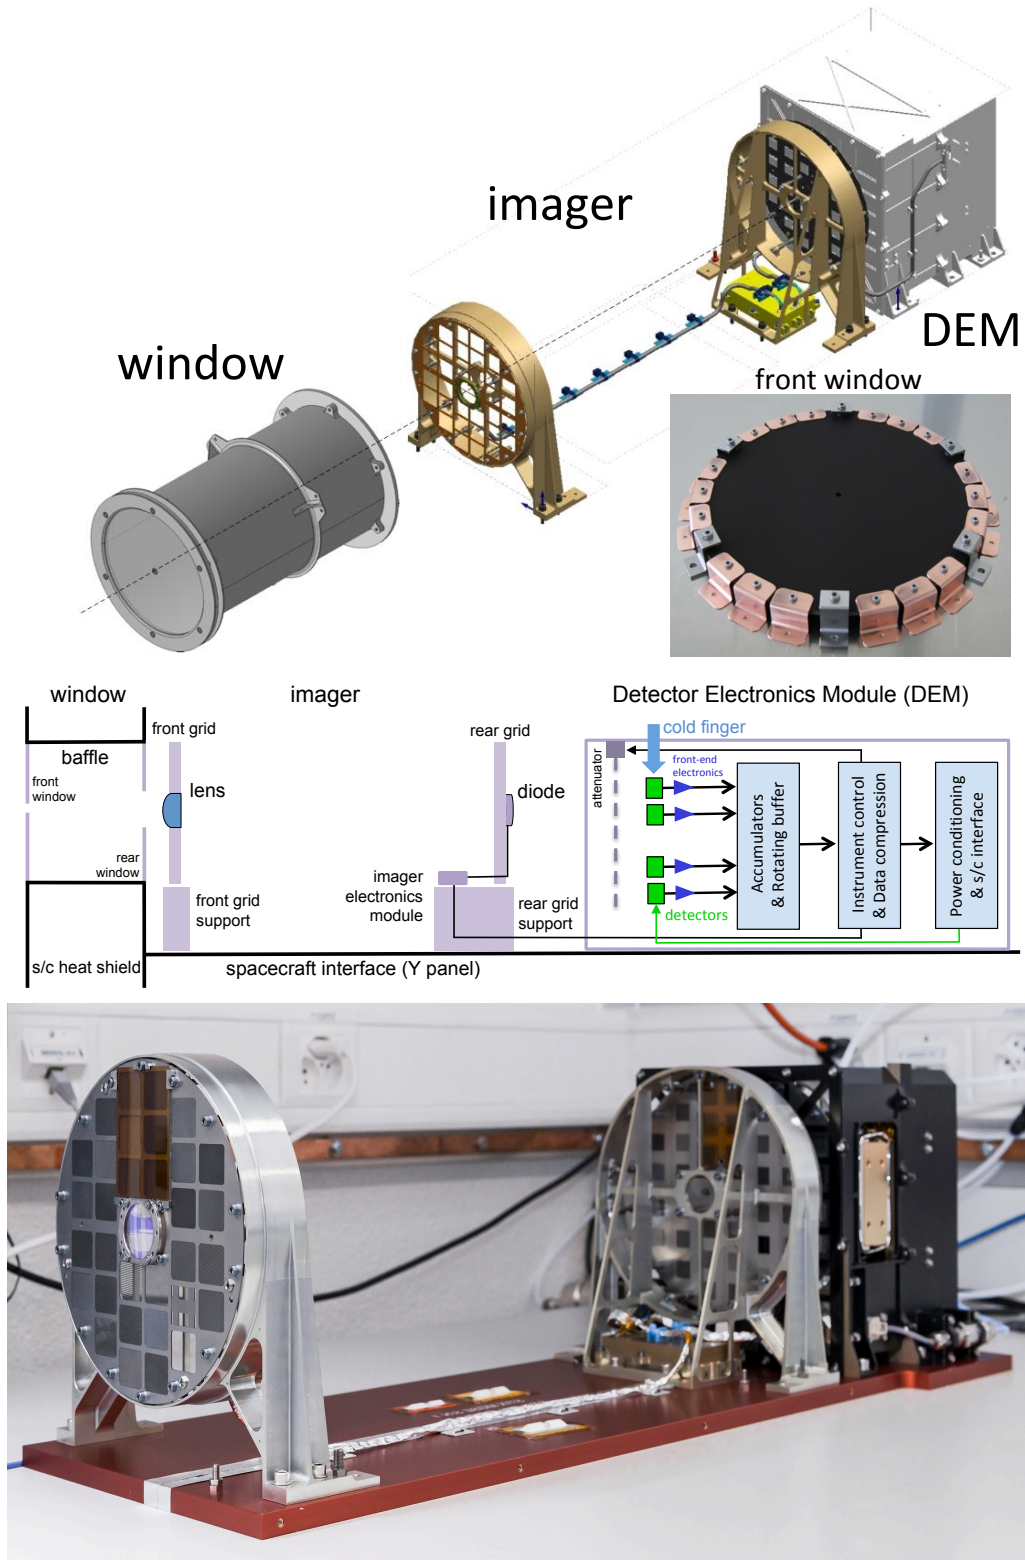 imager
DEM
window
front window
window
imager
Detector Electronics Module (DEM)
front grid
rear grid
cold finger
baffle
front
window
lens
diode
attenuator
front-end
electronics
Accumulators
& Rotating buffer
Instrument control
& Data compression
Power conditioning
& s/c interface
rear
window
imager
electronics
module
front grid
support
rear grid
support
detectors
s/c heat shield
spacecraft interface (Y panel)